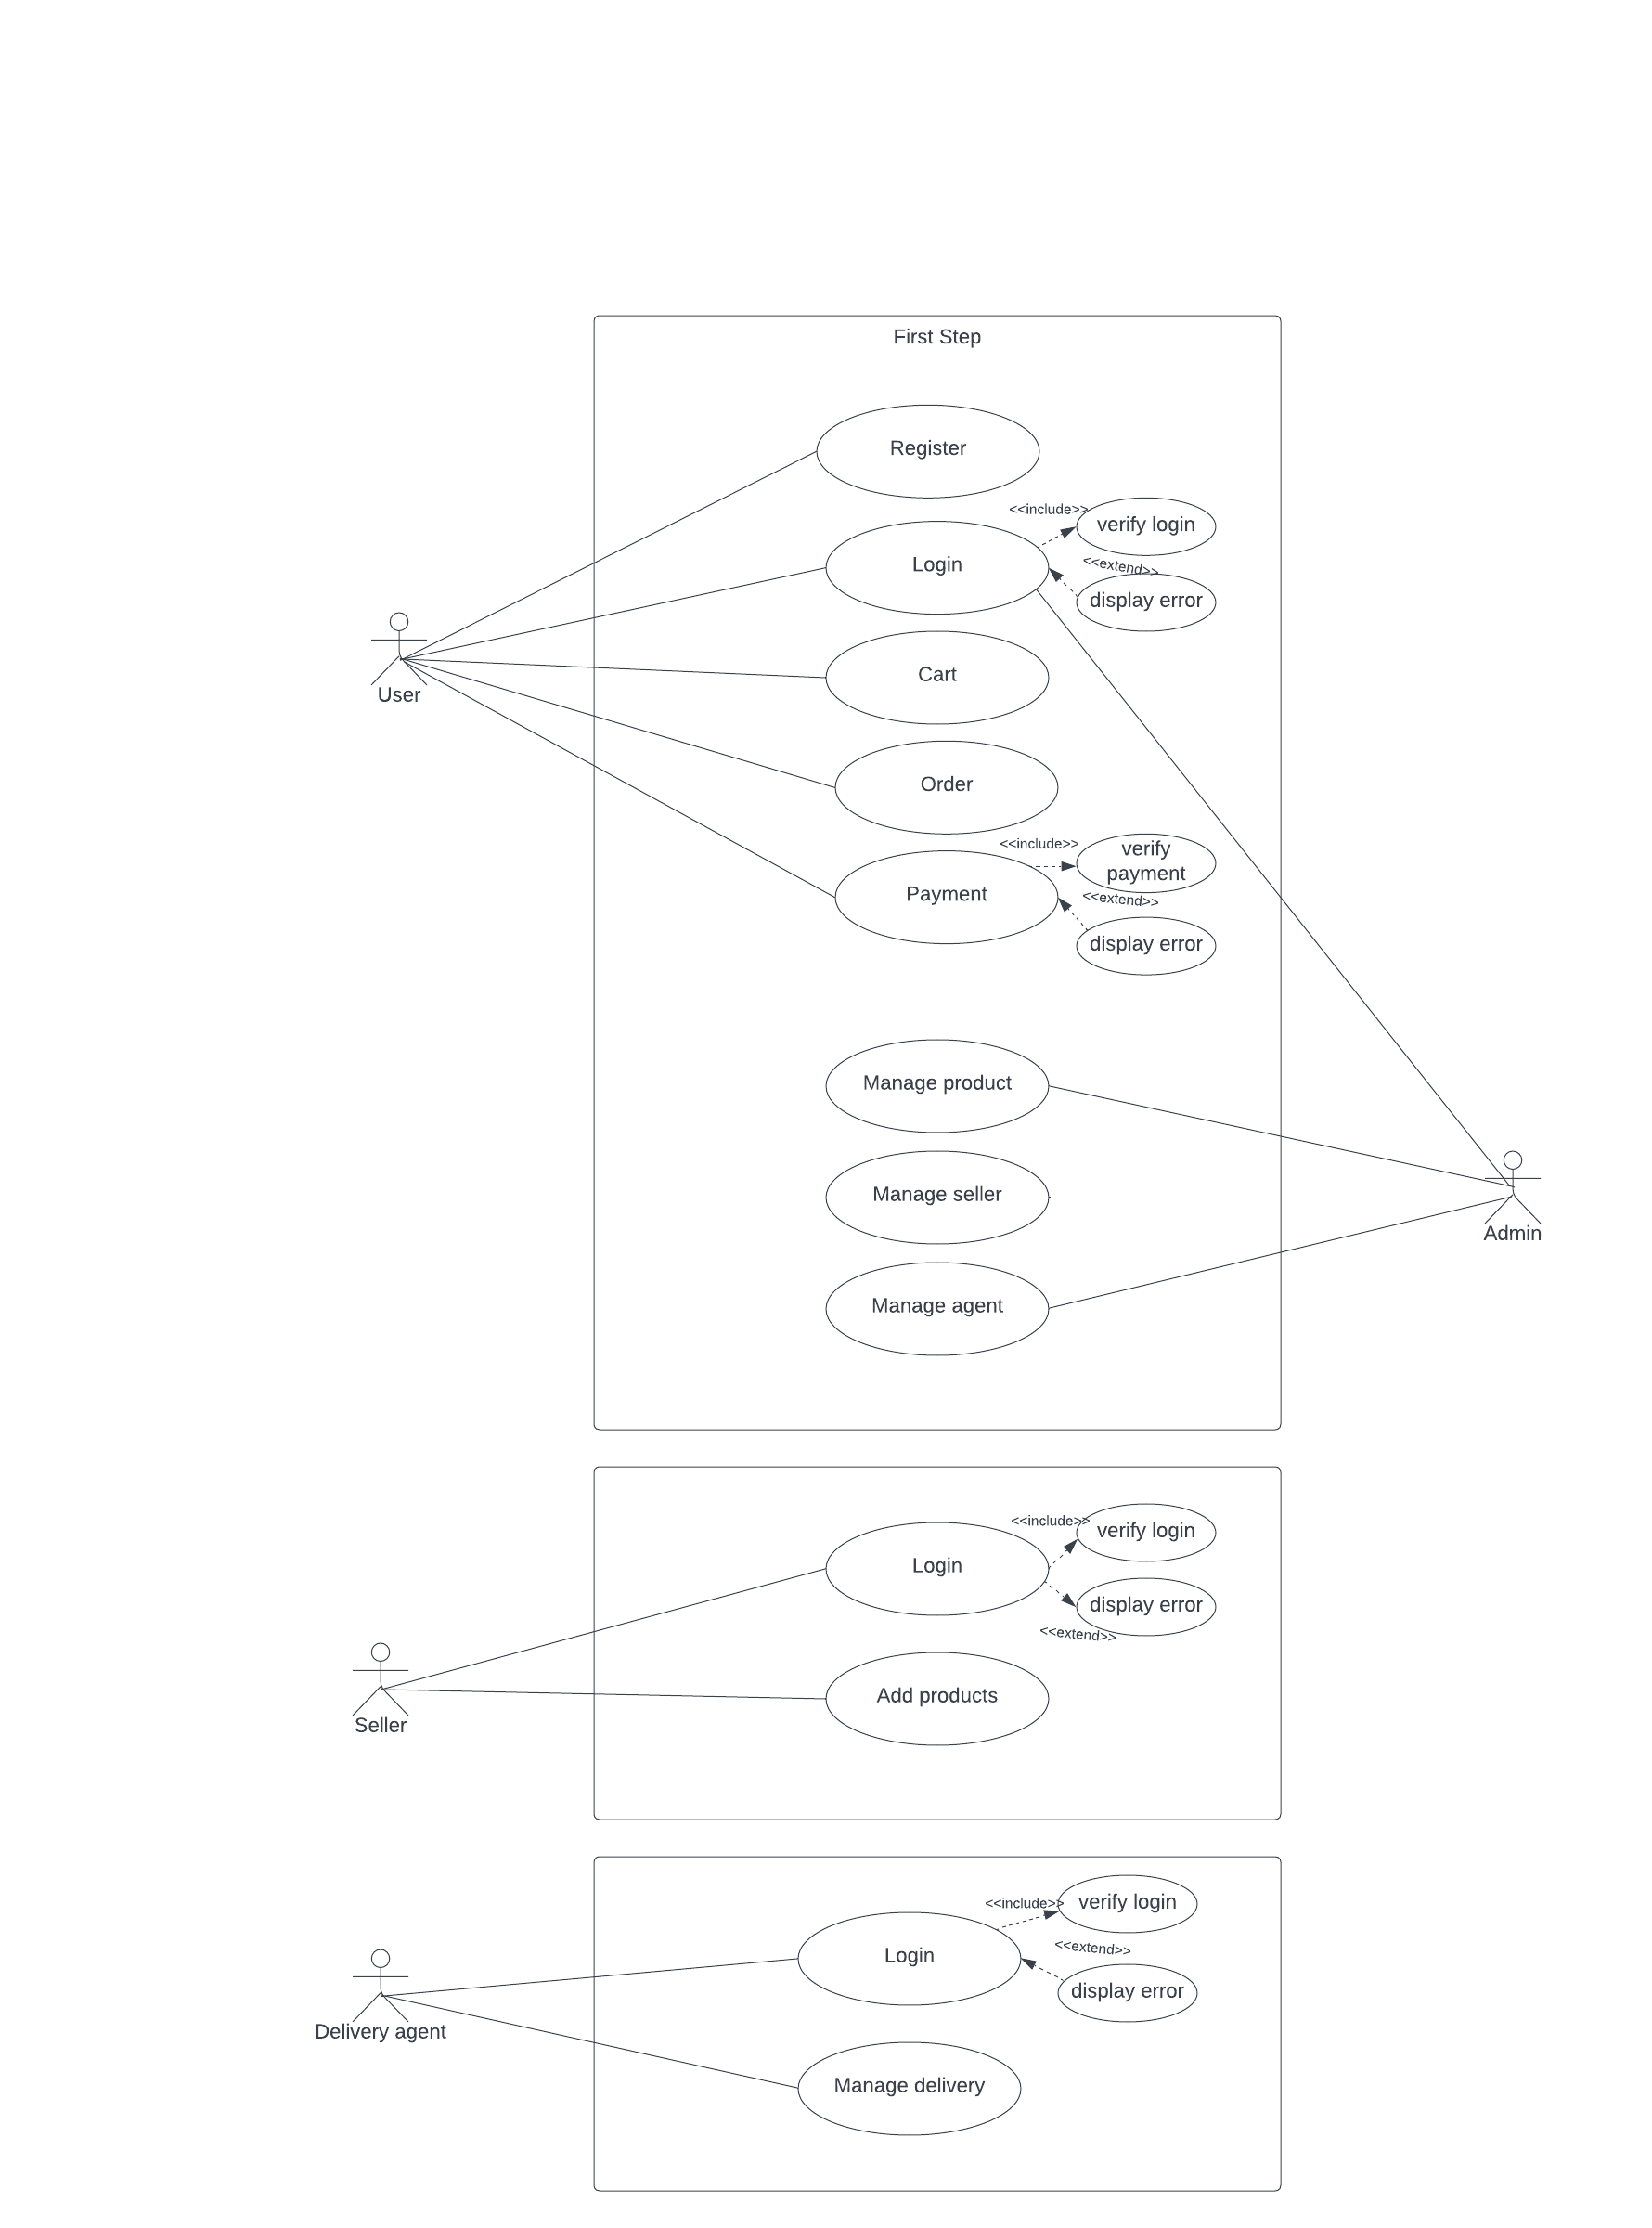 First Step
Register
<<include>>
verify login
Login
<<extend>>
display error
User
Cart
Order
<<include>>
verify
payment
Payment
<<extend>>
display error
Manage product
Manage seller
Admin
Manage agent
<<include>>
verify login
Login
display error
<<extend>>
Add products
Seller
<<include>>
verify login
Login
<<extend>>
display error
Delivery agent
Manage delivery